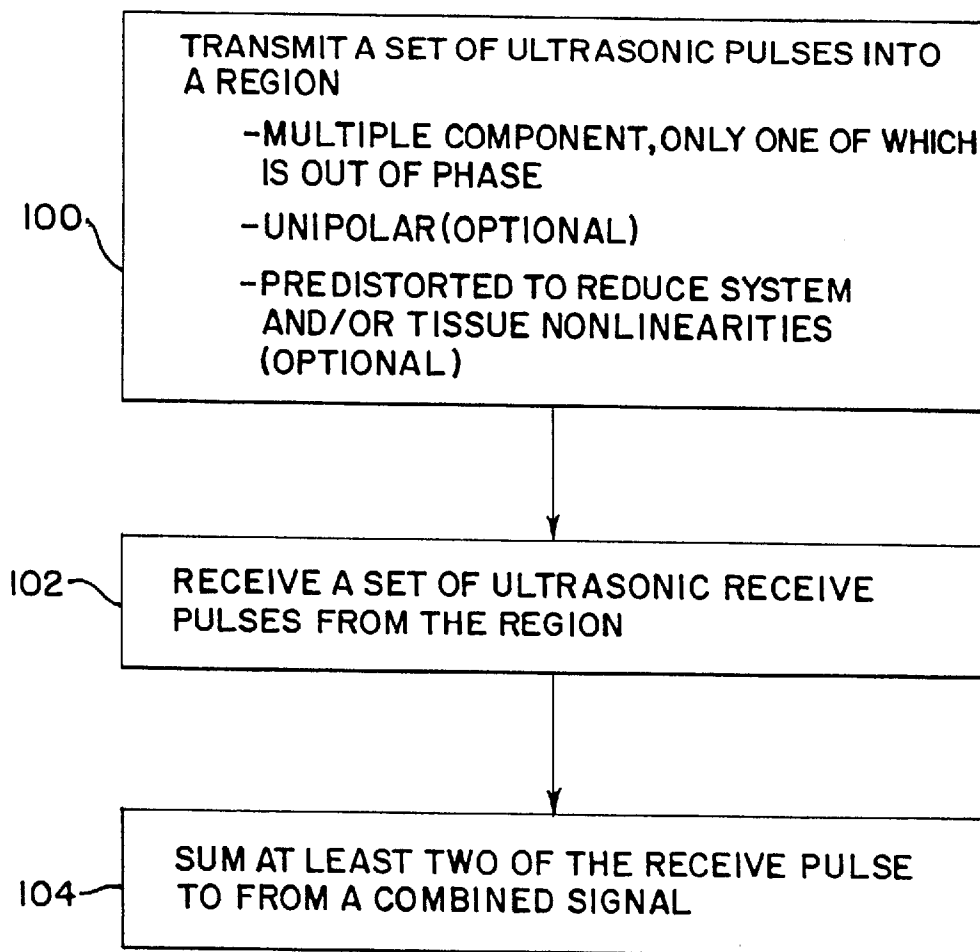 TRANSMIT A SET OF ULTRASONIC PULSES INTO
A REGION
-MULTIPLE COMPONENT, ONLY ONE OF WHICH
IS OUT OF PHASE
-UNIPOLAR (OPTIONAL)
-PREDISTORTED TO REDUCE SYSTEM
AND/OR TISSUE NONLINEARITIES
(OPTIONAL)
100
102
RECEIVE A SET OF ULTRASONIC RECEIVE
PULSES FROM THE REGION
104
SUM AT LEAST TWO OF THE RECEIVE PULSE
TO FROM A COMBINED SIGNAL